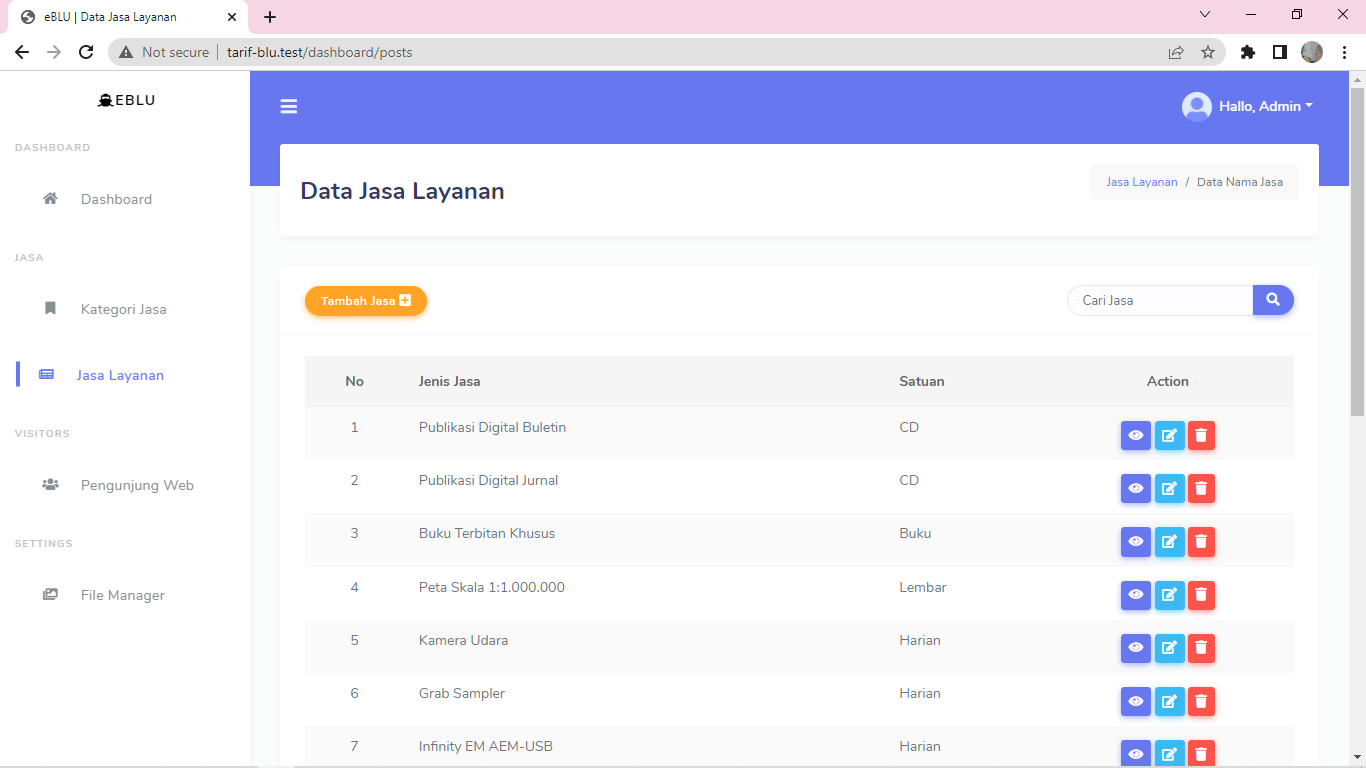 eBLU | Data Jasa Layanan
Not secure | tarif-blu.test/dashboard/posts
EBLU
Hallo, Admin
DASHBOARD
Dashboard
JASA
Kategori Jasa
Jasa Layanan
VISITORS
Pengunjung Web
SETTINGS
File Manager
Data Jasa Layanan
Jasa Layanan / Data Nama Jasa
Tambah Jasa
Cari Jasa
No Jenis Jasa Satuan Action
1 Publikasi Digital Buletin CD
2 Publikasi Digital Jurnal CD
3 Buku Terbitan Khusus Buku
4 Peta Skala 1:1.000.000 Lembar
5 Kamera Udara Harian
6 Grab Sampler Harian
7 Infinity EM AEM-USB Harian